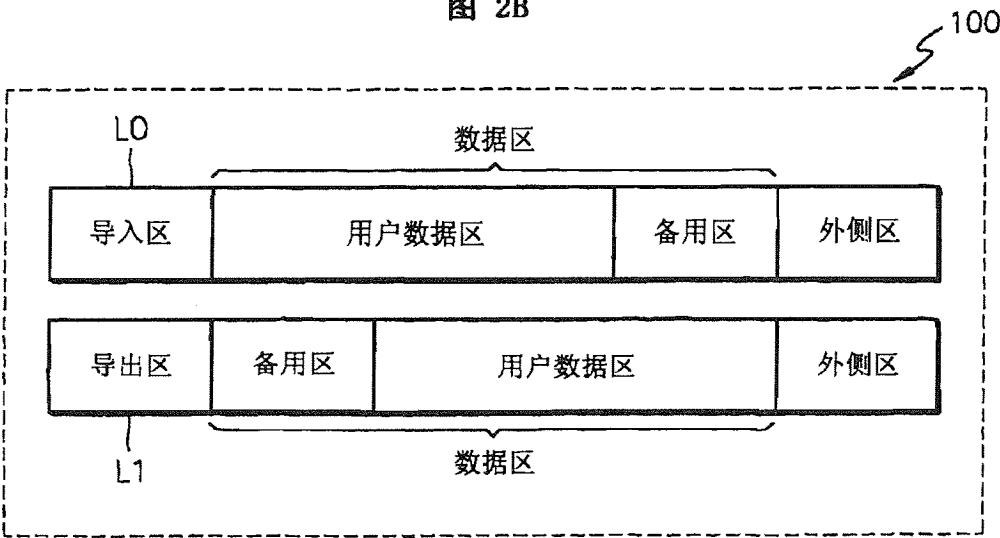 图 2B
100
L0
数据区
导入区 用户数据区 备用区 外侧区
导出区 备用区 用户数据区 外侧区
数据区
L1